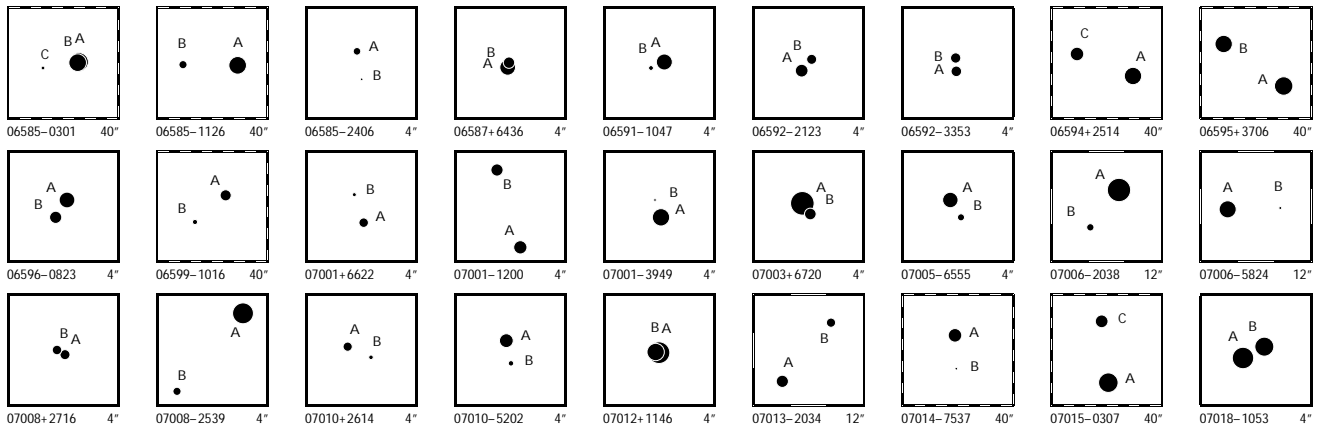 C B A
06585–0301 40″
B A
06585–1126 40″
A B
06585–2406 4″
B A
06587+6436 4″
B A
06591–1047 4″
B A
06592–2123 4″
B A
06592–3353 4″
C A
06594+2514 40″
B A
06595+3706 40″
A B
06596–0823 4″
A B
06599–1016 40″
B A
07001+6622 4″
B A
07001–1200 4″
B A
07001–3949 4″
A B
07003+6720 4″
A B
07005–6555 4″
A B
07006–2038 12″
A B
07006–5824 12″
B A
07008+2716 4″
A B
07008–2539 4″
A B
07010+2614 4″
A B
07010–5202 4″
B A
07012+1146 4″
B A
07013–2034 12″
A B
07014–7537 40″
C A
07015–0307 40″
A B
07018–1053 4″